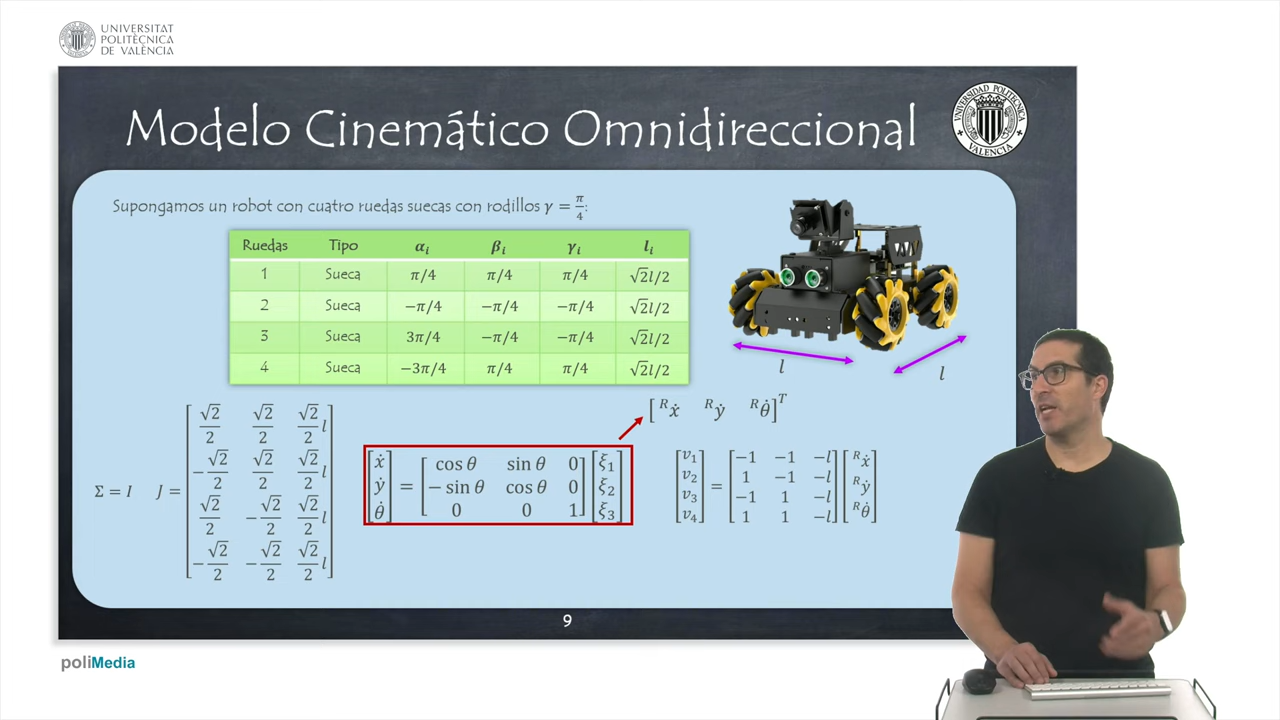 UNIVERSITAT
POLITÈCNICA
DE VALÈNCIA
Modelo Cinemático Omnidireccional
UNIVERSIDAD POLITECNICA
VALENCIA
Supongamos un robot con cuatro ruedas suecas con rodillos γ = π/4:
Ruedas Tipo αᵢ βᵢ γᵢ lᵢ
1 Sueca π/4 π/4 π/4 √2l/2
2 Sueca −π/4 −π/4 −π/4 √2l/2
3 Sueca 3π/4 −π/4 −π/4 √2l/2
4 Sueca −3π/4 π/4 π/4 √2l/2
l
l
[ᴿẋ ᴿẏ ᴿθ̇]ᵀ
Σ = I J = [√2/2 √2/2 √2/2 l
−√2/2 √2/2 √2/2 l
√2/2 −√2/2 √2/2 l
−√2/2 −√2/2 √2/2 l]
[ẋ ẏ θ̇] = [cos θ sin θ 0
− sin θ cos θ 0
0 0 1] [ξ₁ ξ₂ ξ₃]
[v₁ v₂ v₃ v₄] = [−1 −1 −l
1 −1 −l
−1 1 −l
1 1 −l] [ᴿẋ ᴿẏ ᴿθ̇]
9
poliMedia